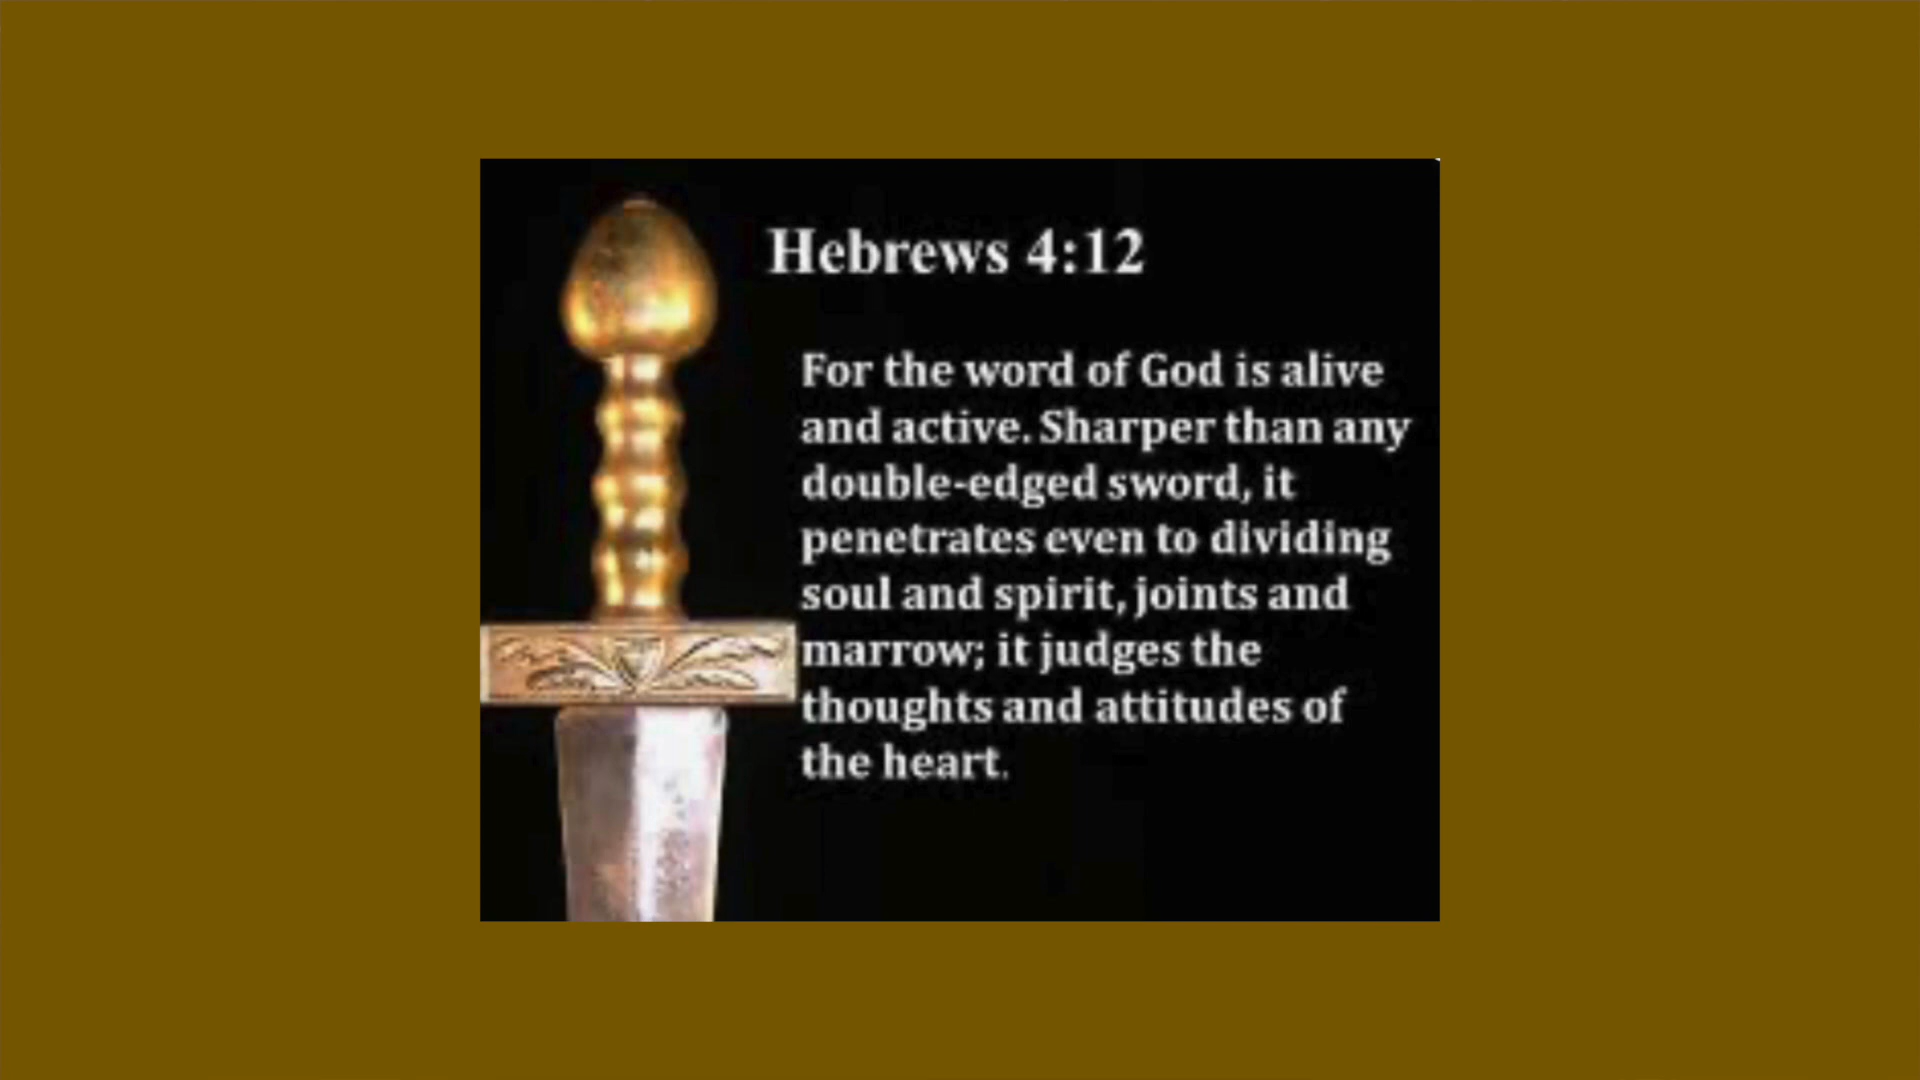 Hebrews 4:12
For the word of God is alive
and active. Sharper than any
double-edged sword, it
penetrates even to dividing
soul and spirit, joints and
marrow; it judges the
thoughts and attitudes of
the heart.